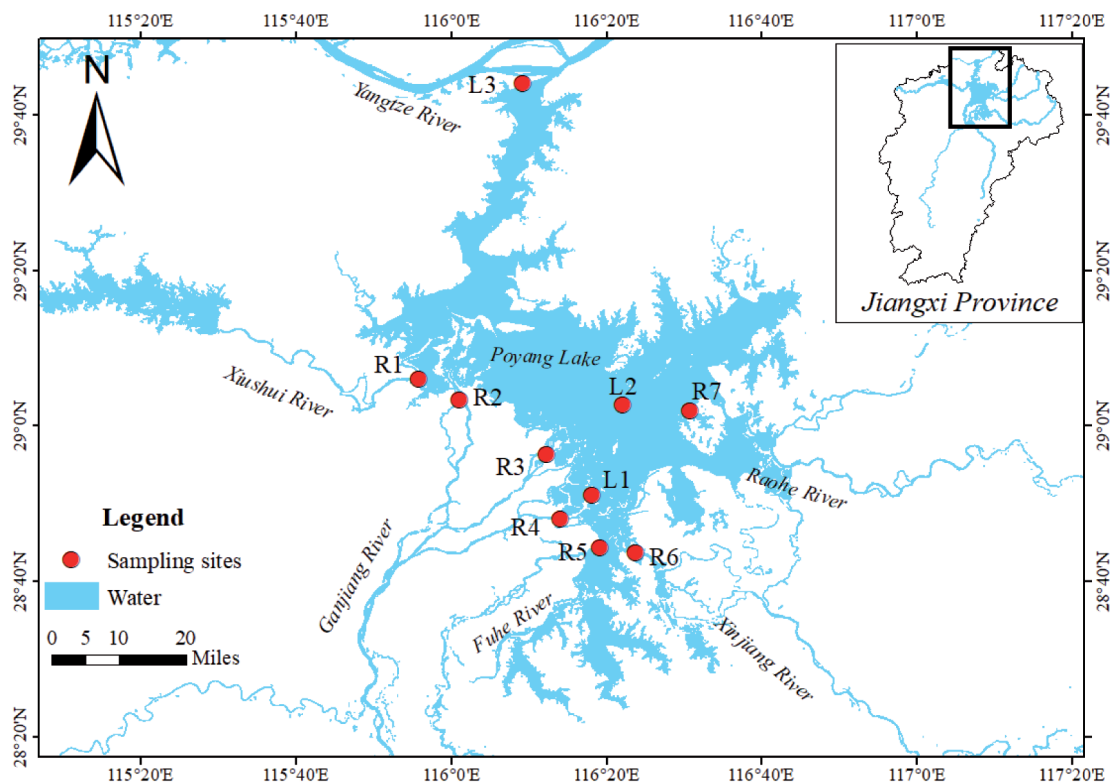 115°20'E 115°40'E 116°0'E 116°20'E 116°40'E 117°0'E 117°20'E
N
L3
Yangtze River
29°40'N
29°40'N
Jiangxi Province
29°20'N
29°20'N
Poyang Lake
R1
Xiushui River
R2
L2
R7
29°0'N
29°0'N
R3
L1
Raohe River
R4
Legend
Sampling sites
Water
0 5 10 20
Miles
Ganjiang River
R5
R6
28°40'N
28°40'N
Fuhe River
Xinjiang River
28°20'N
28°20'N
115°20'E 115°40'E 116°0'E 116°20'E 116°40'E 117°0'E 117°20'E